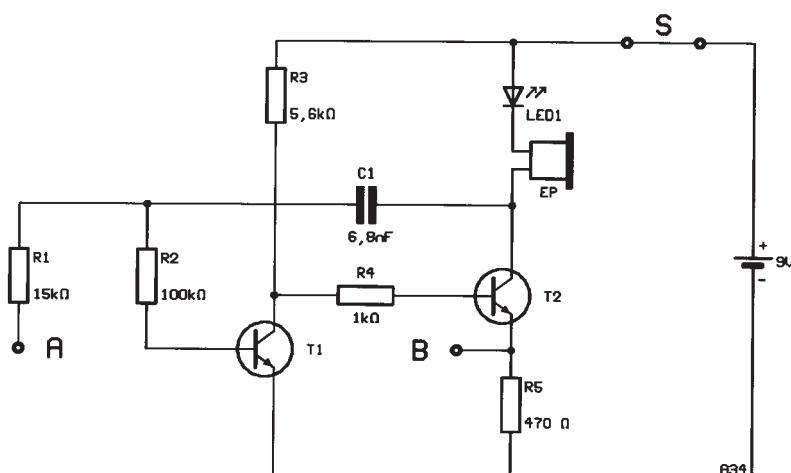 S
R3
5,6kΩ
LED1
EP
C1
6,8nF
R1
15kΩ
R2
100kΩ
R4
1kΩ
T2
+
9V
-
A
T1
B
R5
470 Ω
A34